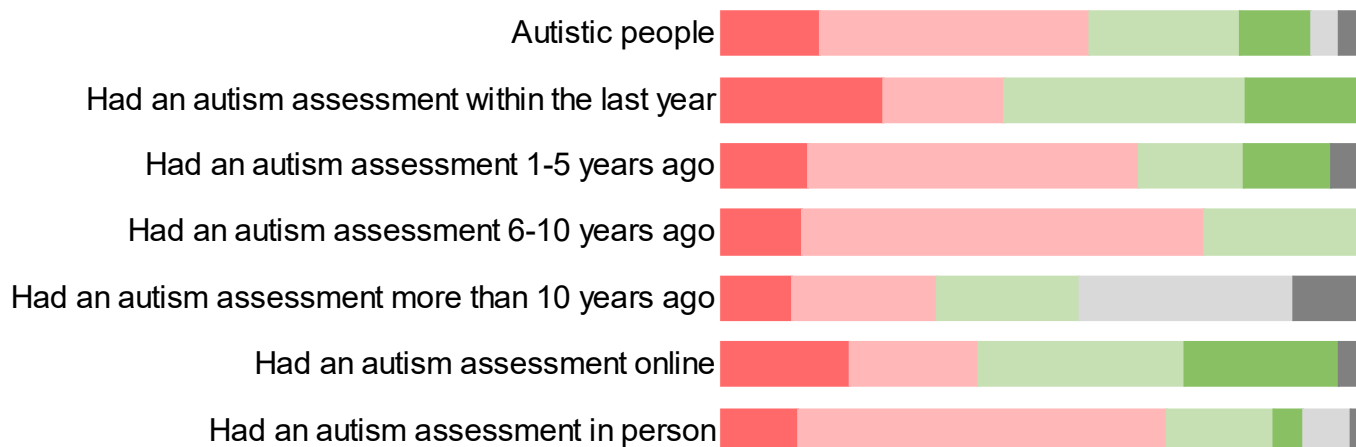 Autistic people
Had an autism assessment within the last year
Had an autism assessment 1-5 years ago
Had an autism assessment 6-10 years ago
Had an autism assessment more than 10 years ago
Had an autism assessment online
Had an autism assessment in person